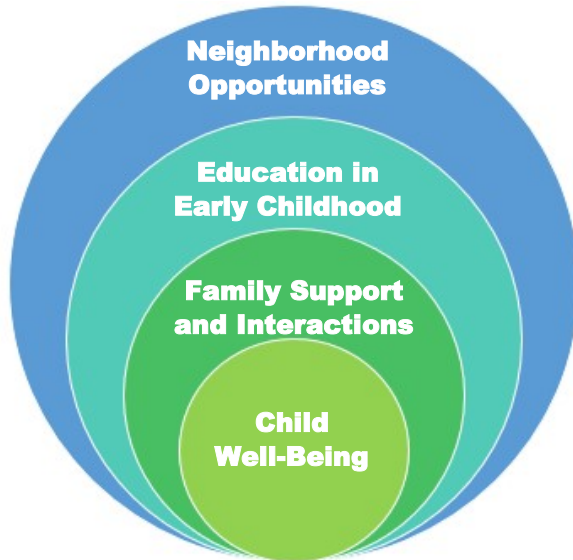 Neighborhood
Opportunities
Education in
Early Childhood
Family Support
and Interactions
Child
Well-Being